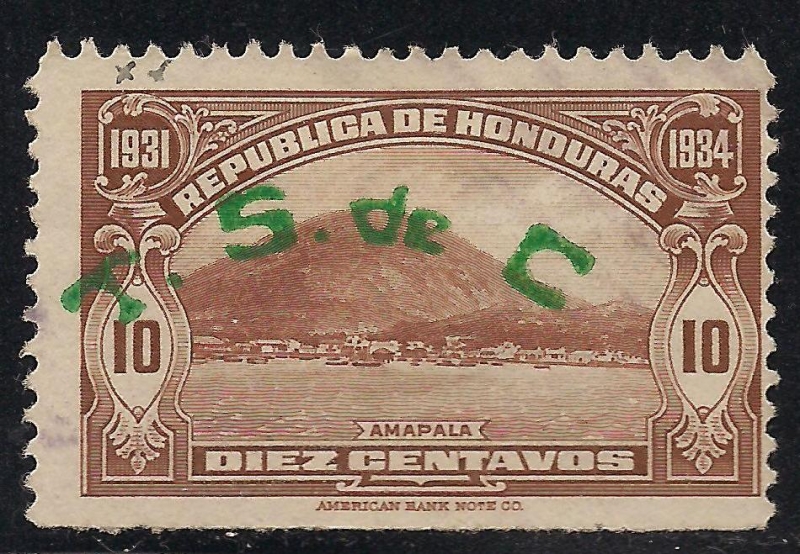 1931 REPUBLICA DE HONDURAS 1934
T. S. de C
10 10
AMAPALA
DIEZ CENTAVOS
AMERICAN BANK NOTE CO.